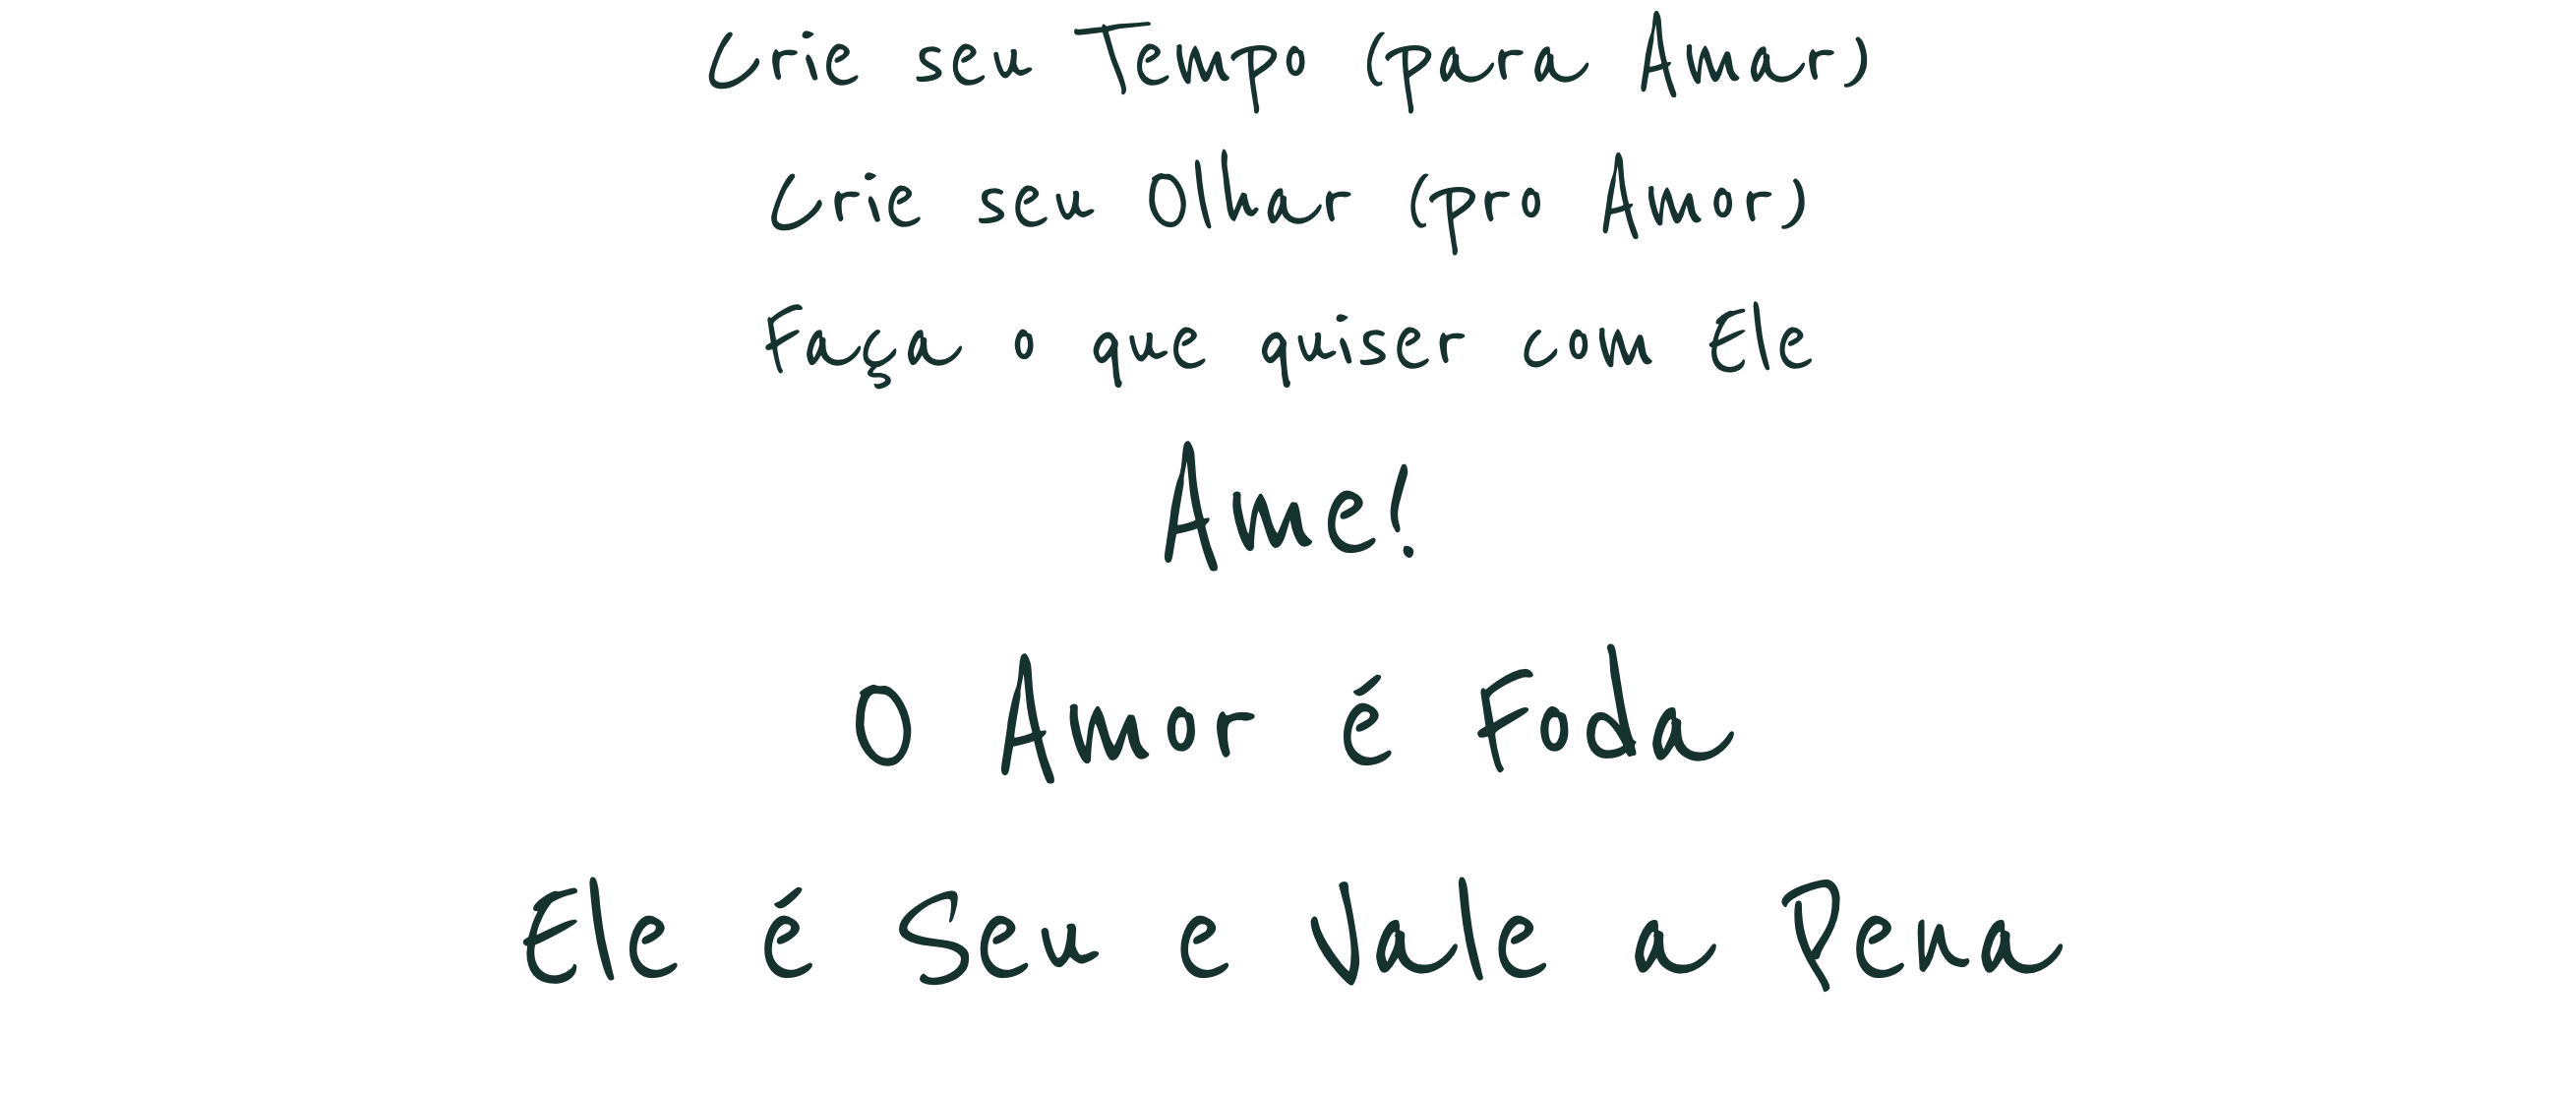 Crie seu Tempo (para Amar)
Crie seu Olhar (pro Amor)
Faça o que quiser com Ele
Ame!
O Amor é Foda
Ele é Seu e Vale a Pena